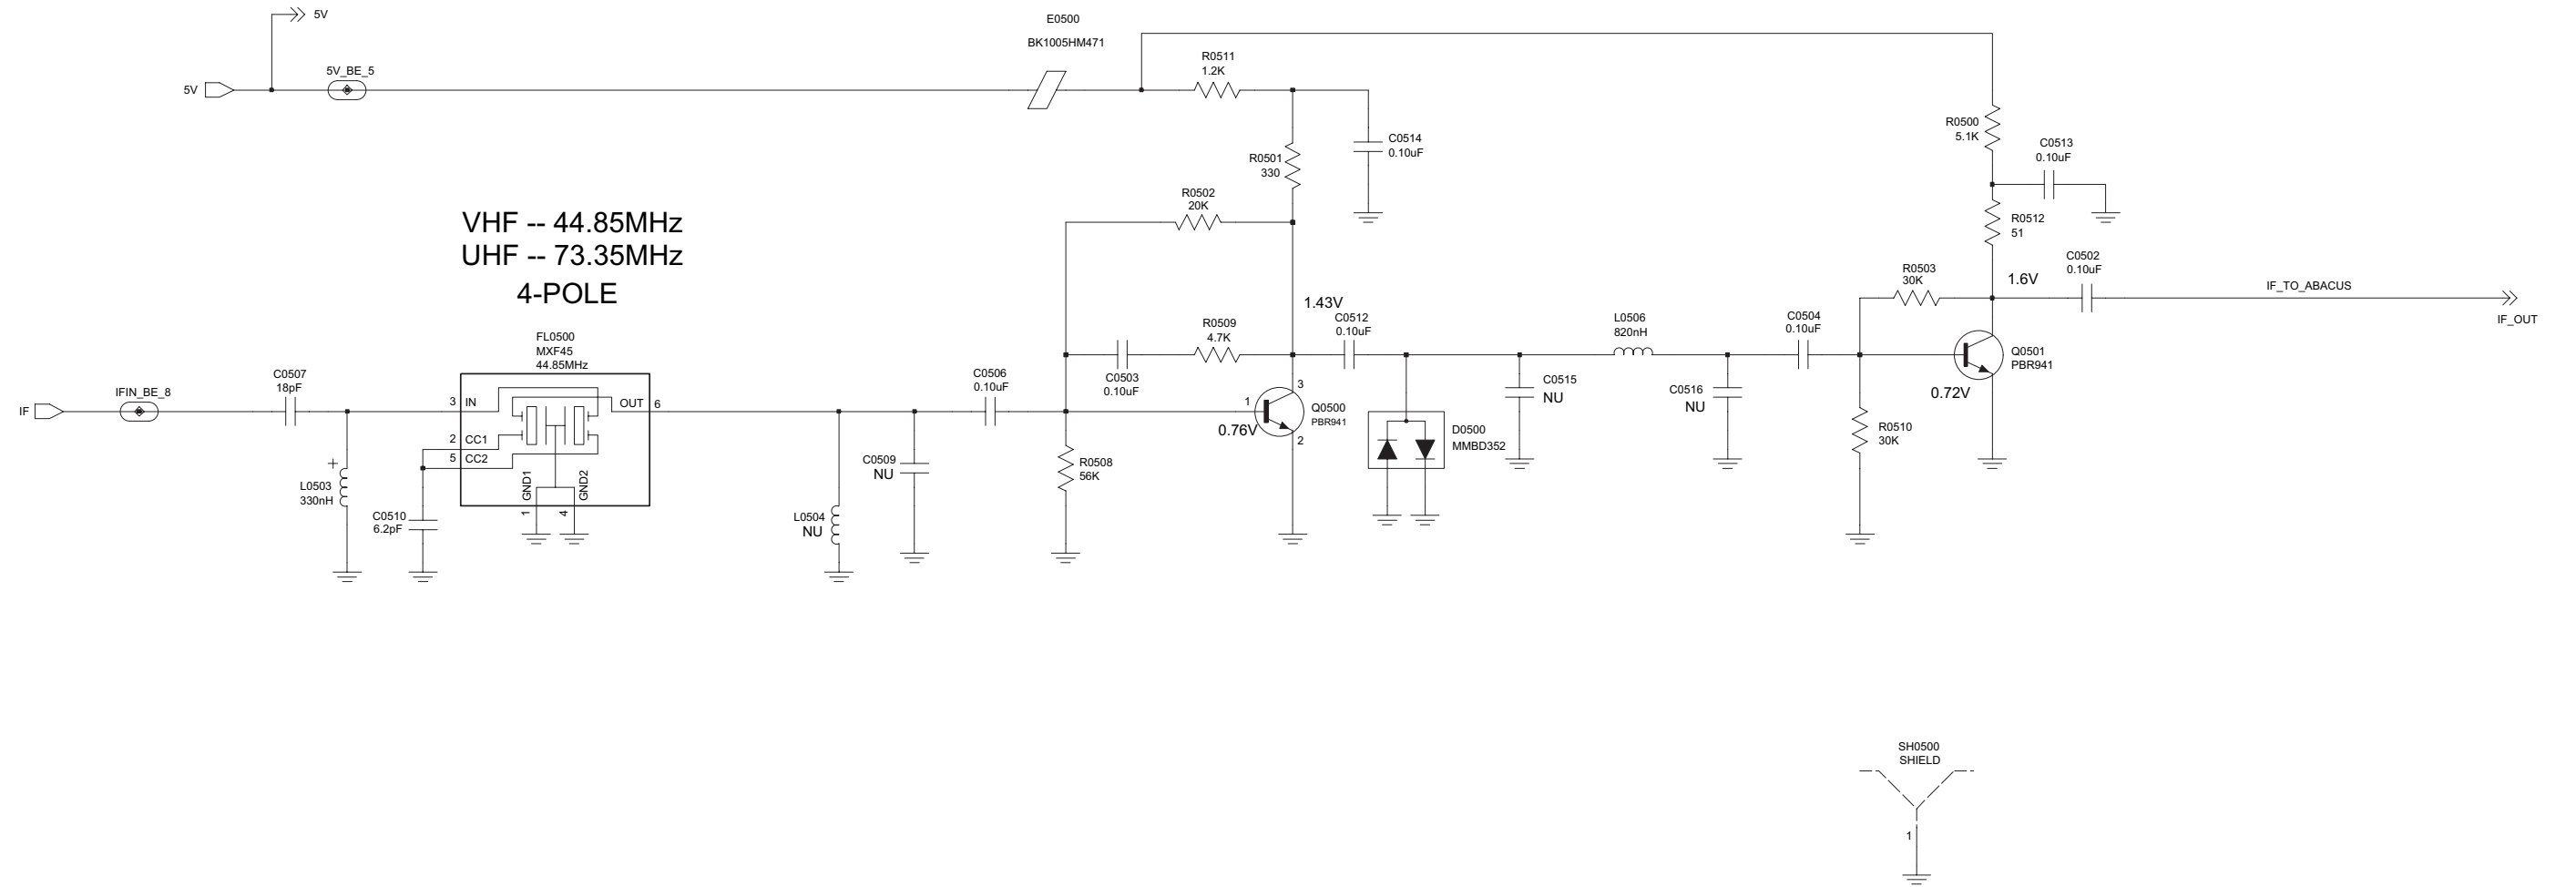 5V
E0500
BK1005HM471
5V
5V_BE_5
R0511
1.2K
R0500
5.1K
C0513
0.10uF
C0514
0.10uF
R0501
330
R0502
20K
R0512
51
VHF -- 44.85MHz
UHF -- 73.35MHz
4-POLE
R0503
30K
1.6V
C0502
0.10uF
IF_TO_ABACUS
IF_OUT
1.43V
C0512
0.10uF
R0509
4.7K
C0503
0.10uF
L0506
820nH
C0504
0.10uF
FL0500
MXF45
44.85MHz
Q0501
PBR941
0.72V
C0507
18pF
C0506
0.10uF
IF
IFIN_BE_8
3 IN
OUT 6
2 CC1
5 CC2
GND1
GND2
1
4
3
1
2
Q0500
PBR941
0.76V
C0515
NU
C0516
NU
D0500
MMBD352
R0510
30K
C0509
NU
R0508
56K
L0503
330nH
+
C0510
6.2pF
L0504
NU
SH0500
SHIELD
1